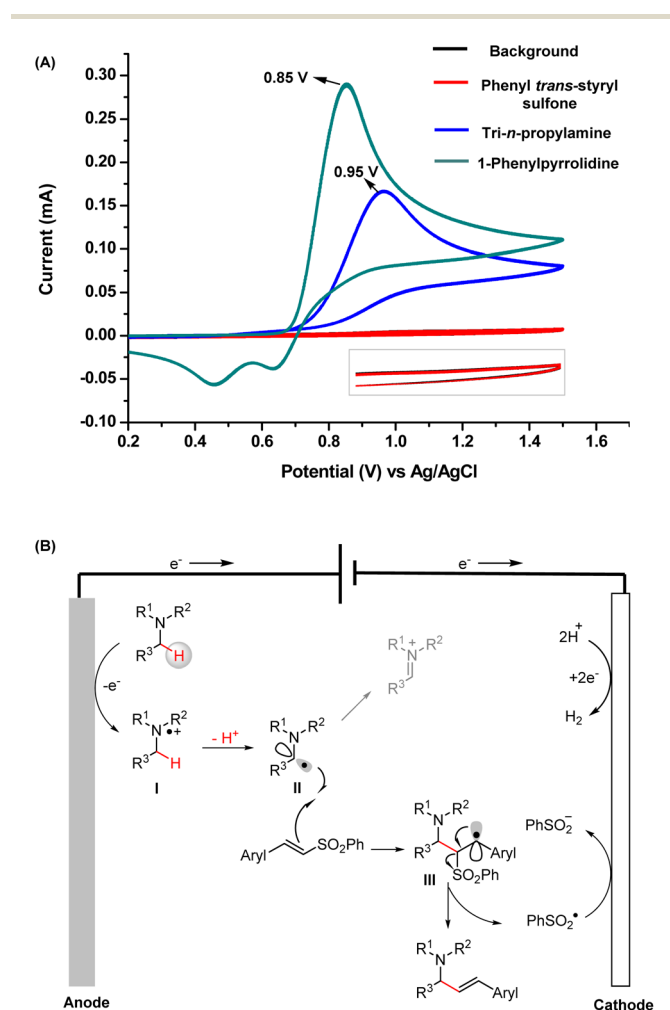 (A)
Background
Phenyl trans-styryl
sulfone
Tri-n-propylamine
1-Phenylpyrrolidine
0.85 V
0.95 V
Current (mA)
0.30
0.25
0.20
0.15
0.10
0.05
0.00
-0.05
-0.10
0.2 0.4 0.6 0.8 1.0 1.2 1.4 1.6
Potential (V) vs Ag/AgCl
(B)
e-
e-
R1 N R2
R3 H
-e-
R1 N •+ R2
R3 H
I
- H+
R1 N R2
R3 C •
II
R1 + R2
N
R3
2H+
+2e-
H2
Aryl SO2Ph
R1 N R2
R3 Aryl
SO2Ph
III
PhSO2-
PhSO2•
R1 N R2
R3 Aryl
Anode
Cathode